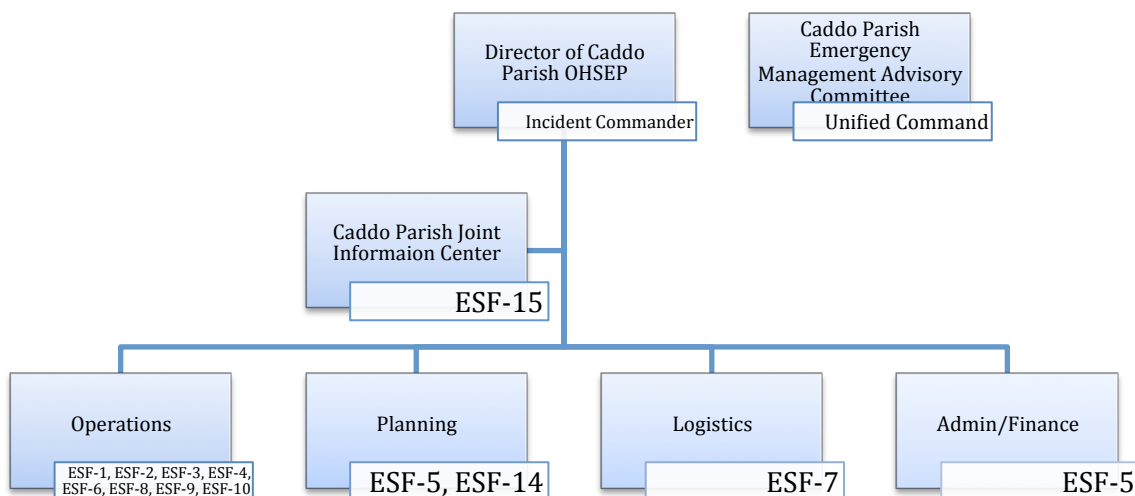 Director of Caddo
Parish OHSEP
Incident Commander
Caddo Parish
Emergency
Management Advisory
Committee
Unified Command
Caddo Parish Joint
Informaion Center
ESF-15
Operations
ESF-1, ESF-2, ESF-3, ESF-4,
ESF-6, ESF-8, ESF-9, ESF-10
Planning
ESF-5, ESF-14
Logistics
ESF-7
Admin/Finance
ESF-5